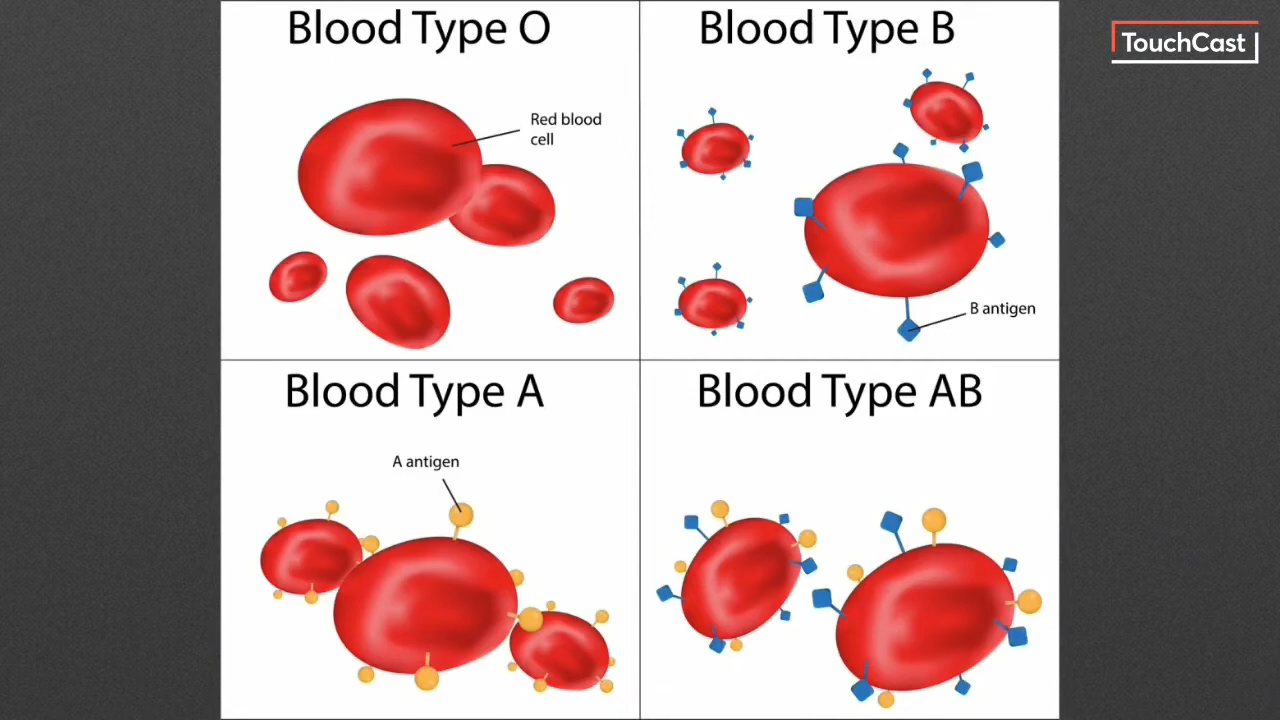 Blood Type O
Red blood
cell
Blood Type B
B antigen
Blood Type A
A antigen
Blood Type AB
TouchCast